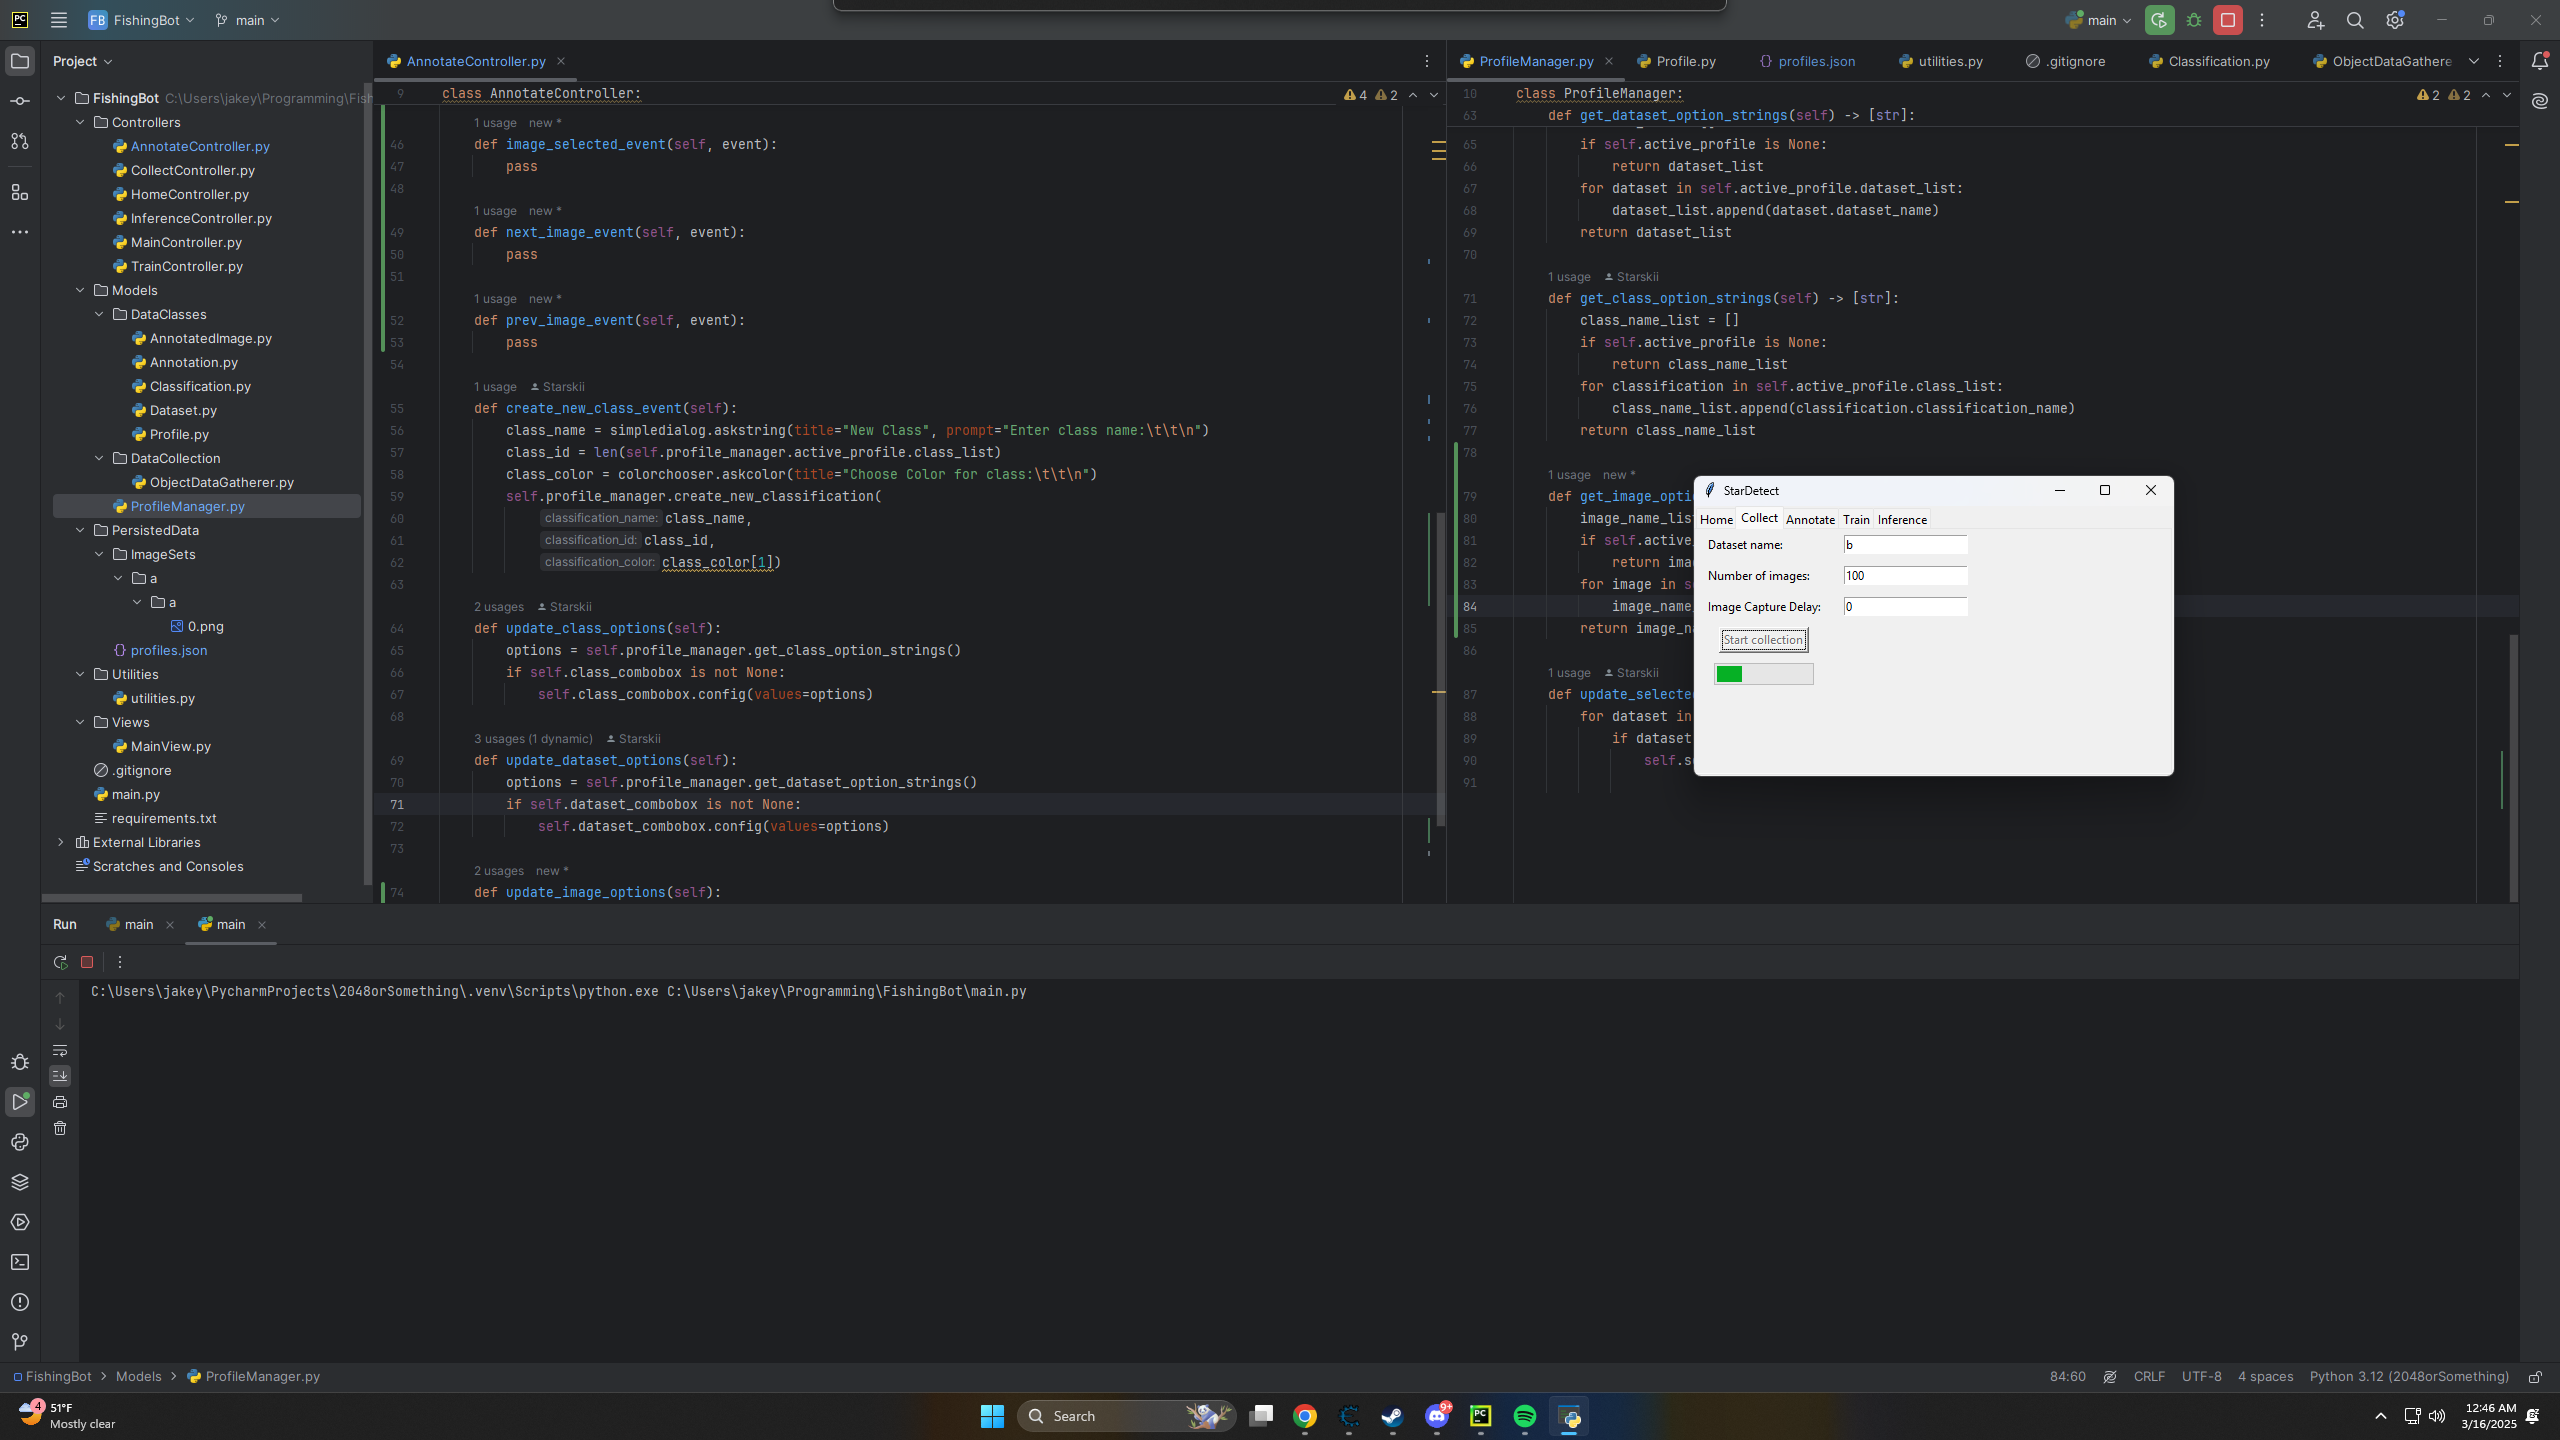 PC
FB FishingBot
main
main
Project
FishingBot C:\Users\jakey\Programming\Fish
Controllers
AnnotateController.py
CollectController.py
HomeController.py
InferenceController.py
MainController.py
TrainController.py
Models
DataClasses
AnnotatedImage.py
Annotation.py
Classification.py
Dataset.py
Profile.py
DataCollection
ObjectDataGatherer.py
ProfileManager.py
PersistedData
ImageSets
a
a
0.png
profiles.json
Utilities
utilities.py
Views
MainView.py
.gitignore
main.py
requirements.txt
External Libraries
Scratches and Consoles
AnnotateController.py
4 2
9 class AnnotateController:
1 usage new *
46 def image_selected_event(self, event):
47 pass
48
1 usage new *
49 def next_image_event(self, event):
50 pass
51
1 usage new *
52 def prev_image_event(self, event):
53 pass
54
1 usage Starskii
55 def create_new_class_event(self):
56 class_name = simpledialog.askstring(title="New Class", prompt="Enter class name:\t\t\n")
57 class_id = len(self.profile_manager.active_profile.class_list)
58 class_color = colorchooser.askcolor(title="Choose Color for class:\t\t\n")
59 self.profile_manager.create_new_classification(
60 classification_name: class_name,
61 classification_id: class_id,
62 classification_color: class_color[1])
63
2 usages Starskii
64 def update_class_options(self):
65 options = self.profile_manager.get_class_option_strings()
66 if self.class_combobox is not None:
67 self.class_combobox.config(values=options)
68
3 usages (1 dynamic) Starskii
69 def update_dataset_options(self):
70 options = self.profile_manager.get_dataset_option_strings()
71 if self.dataset_combobox is not None:
72 self.dataset_combobox.config(values=options)
73
2 usages new *
74 def update_image_options(self):
ProfileManager.py Profile.py profiles.json utilities.py .gitignore Classification.py ObjectDataGathere
2 2
10 class ProfileManager:
63 def get_dataset_option_strings(self) -> [str]:
65 if self.active_profile is None:
66 return dataset_list
67 for dataset in self.active_profile.dataset_list:
68 dataset_list.append(dataset.dataset_name)
69 return dataset_list
70
1 usage Starskii
71 def get_class_option_strings(self) -> [str]:
72 class_name_list = []
73 if self.active_profile is None:
74 return class_name_list
75 for classification in self.active_profile.class_list:
76 class_name_list.append(classification.classification_name)
77 return class_name_list
78
1 usage new *
79 def get_image_opti
80 image_name_list
81 if self.active
82 return ima
83 for image in s
84 image_name
85 return image_na
86
1 usage Starskii
87 def update_selecte
88 for dataset in
89 if dataset
90 self.s
91
StarDetect
Home Collect Annotate Train Inference
Dataset name: b
Number of images: 100
Image Capture Delay: 0
Start collection
Run main main
C:\Users\jakey\PycharmProjects\2048orSomething\.venv\Scripts\python.exe C:\Users\jakey\Programming\FishingBot\main.py
FishingBot > Models > ProfileManager.py
84:60 CRLF UTF-8 4 spaces Python 3.12 (2048orSomething)
4
51°F
Mostly clear
Search
9+
PC
12:46 AM
3/16/2025